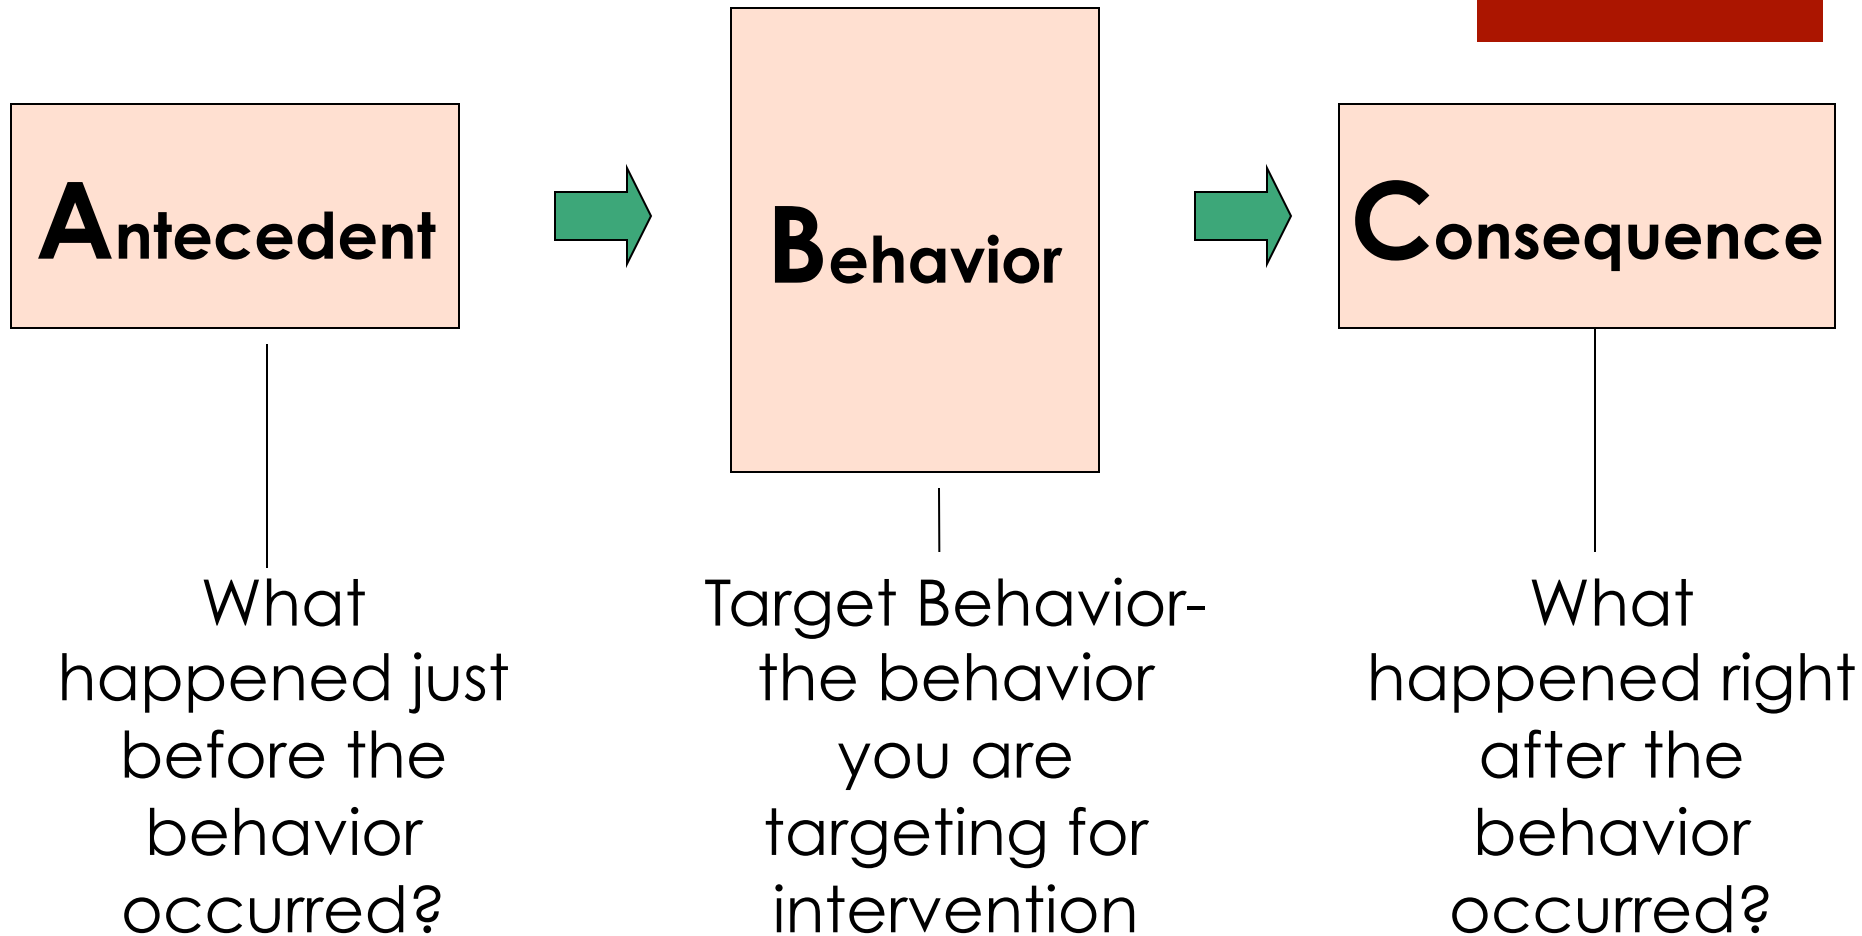 Antecedent
Behavior
Consequence
What
happened just
before the
behavior
occurred?
Target Behavior-
the behavior
you are
targeting for
intervention
What
happened right
after the
behavior
occurred?